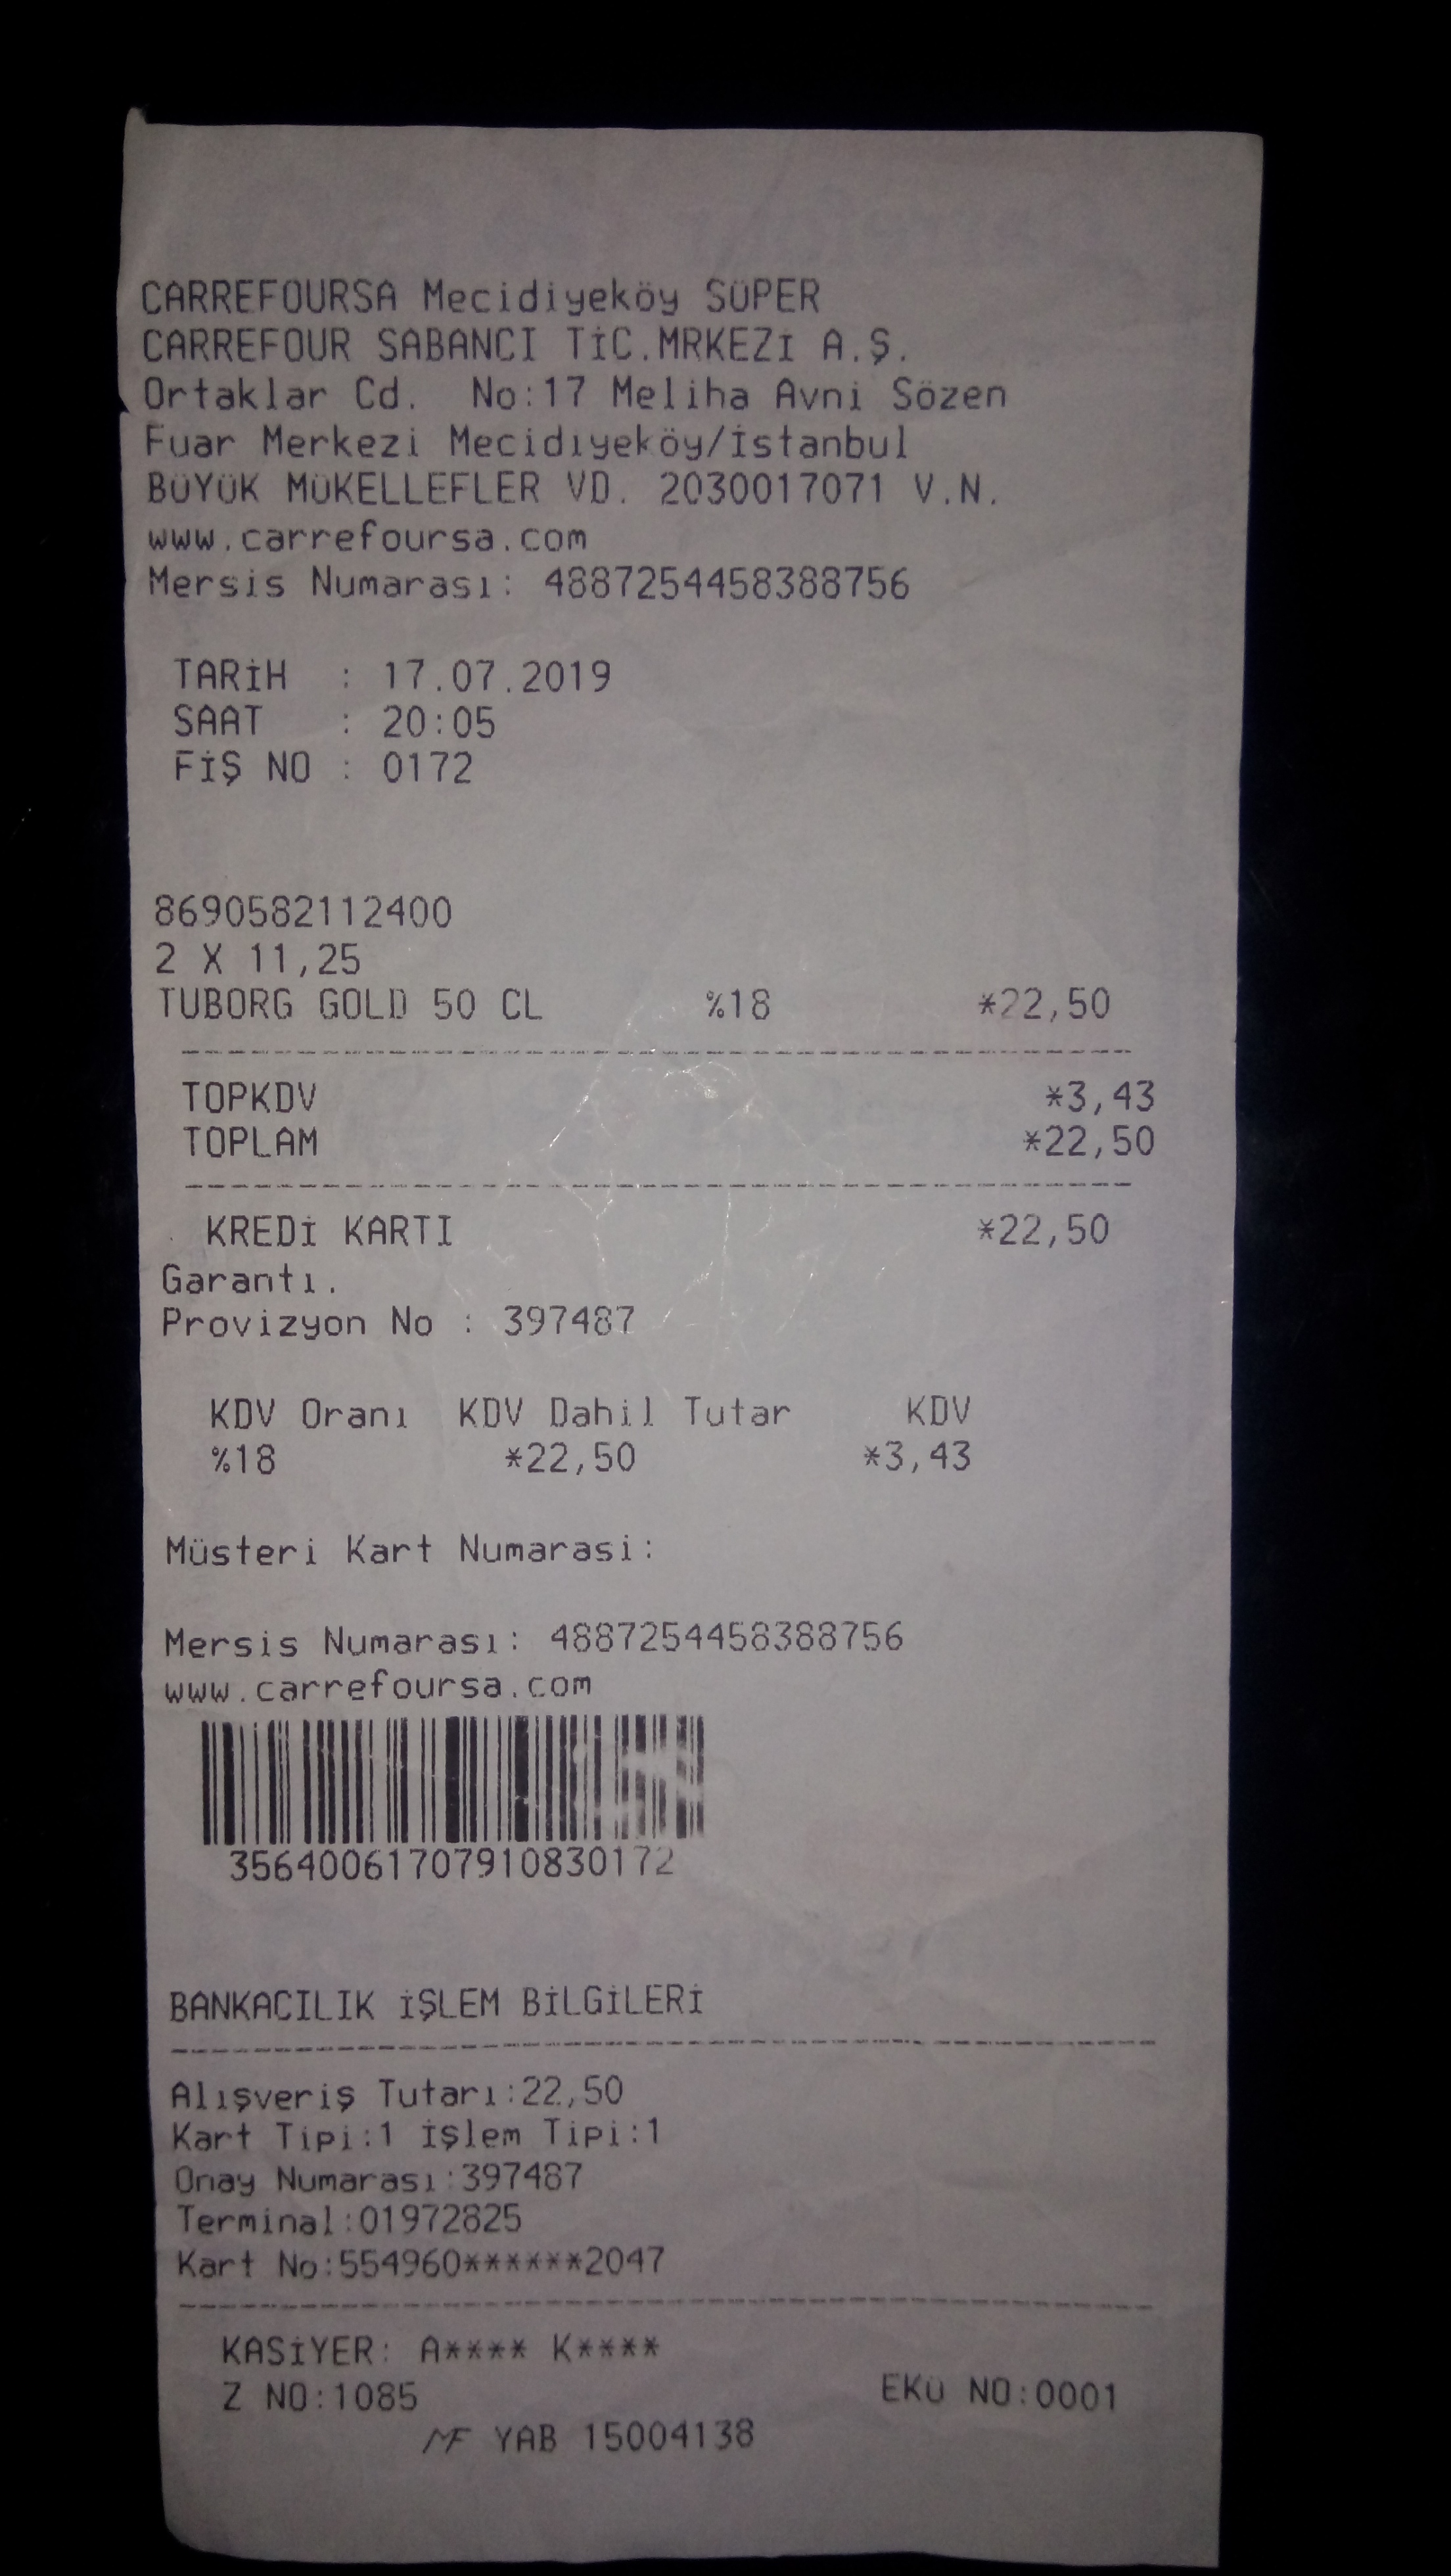 CARREFOURSA Mecidiyeköy SÜPER
CARREFOUR SABANCI TİC.MRKEZİ A.Ş.
Ortaklar Cd. No:17 Meliha Avni Sözen
Fuar Merkezi Mecidıyeköy/İstanbul
BÜYÜK MÜKELLEFLER VD. 2030017071 V.N.
www.carrefoursa.com
Mersis Numarası: 4887254458388756
TARİH : 17.07.2019
SAAT : 20:05
FİŞ NO : 0172
8690582112400
2 X 11,25
TUBORG GOLD 50 CL %18 *22,50
TOPKDV *3,43
TOPLAM *22,50
KREDİ KARTI *22,50
Garantı.
Provizyon No : 397487
KDV Oranı KDV Dahil Tutar KDV
%18 *22,50 *3,43
Müsteri Kart Numarasi:
Mersis Numarası: 4887254458388756
www.carrefoursa.com
35640061707910830172
BANKACILIK İŞLEM BİLGİLERİ
Alışveriş Tutarı:22,50
Kart Tipi:1 İşlem Tipi:1
Onay Numarası:397487
Terminal:01972825
Kart No:554960******2047
KASİYER: A**** K****
Z NO:1085 EKÜ NO:0001
MF YAB 15004138